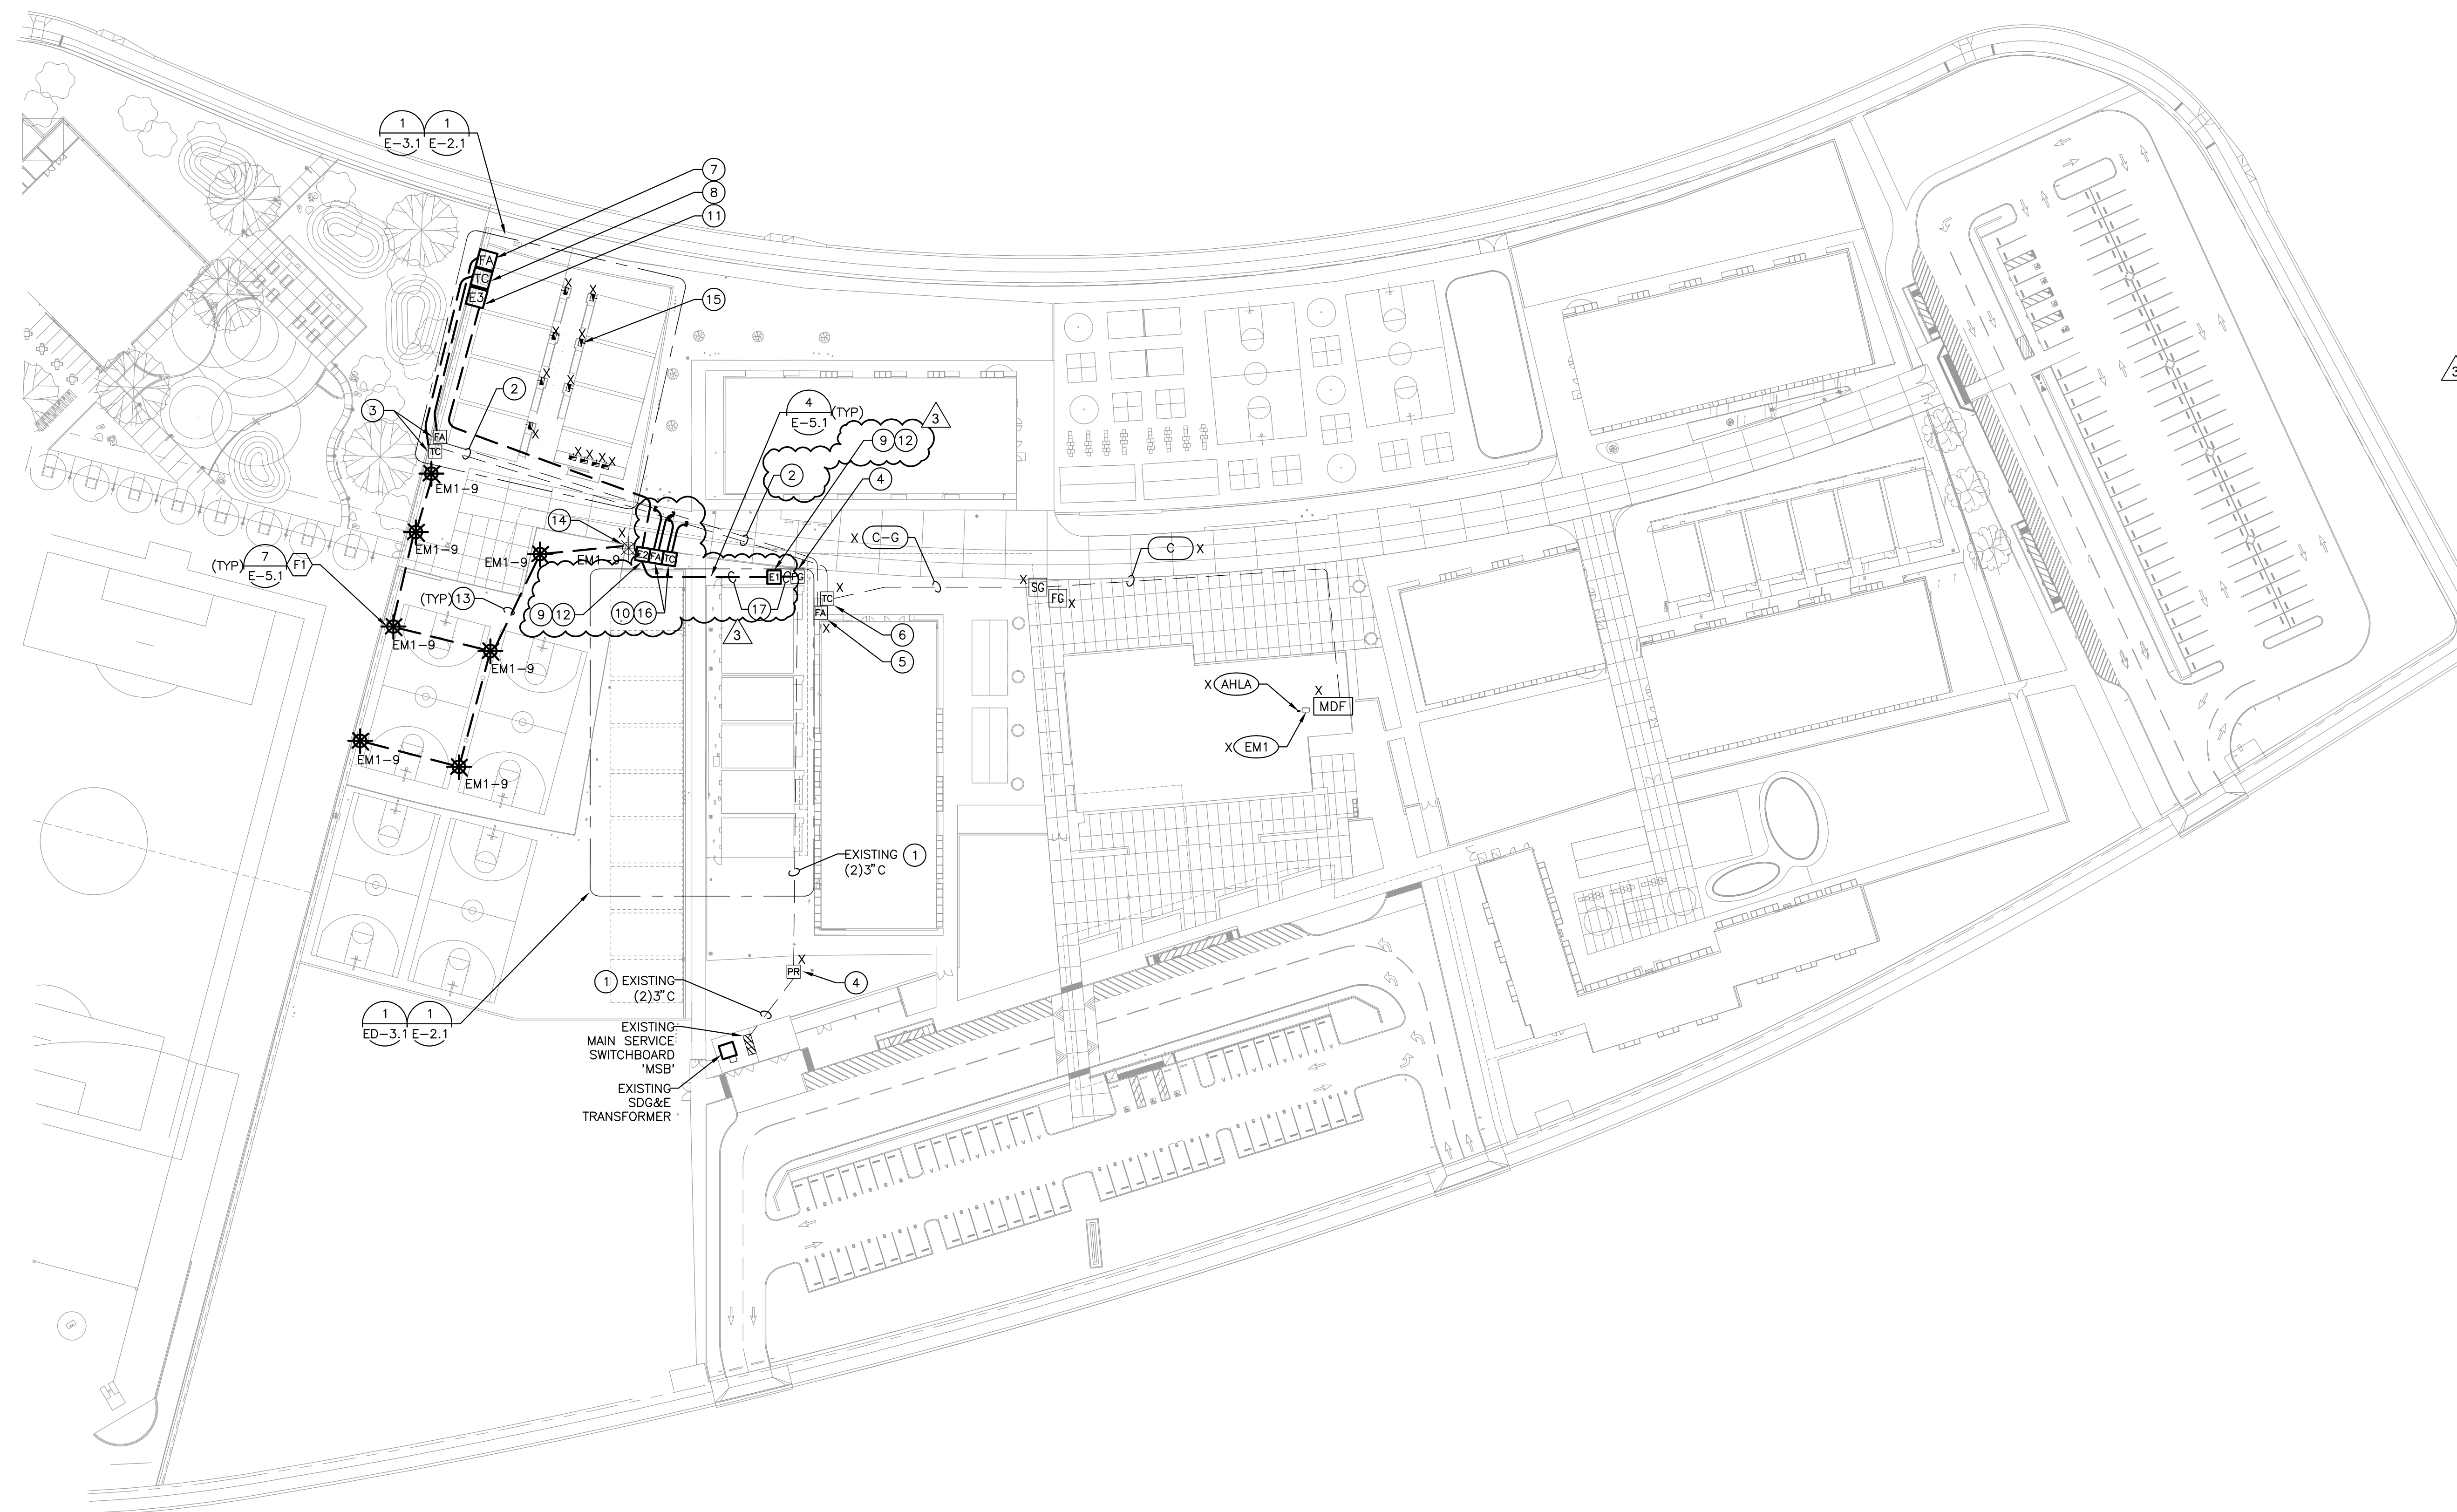 1
E-3.1
1
E-2.1
7
8
11
FA
TC
E3
X
X
15
X
X
X
X
2
X
3
FA
TC
X
X
X
X
4
E-5.1
(TYP)
3
9
12
2
4
EM1-9
14
X
EM1-9
EM1-9
EM1-9
E2
FA
TC
X
C-G
C
X
(TYP)
7
E-5.1
F1
E1
PG
X
X
SG
FG
X
(TYP)
13
9
12
10
16
17
TC
FA
X
6
3
5
EM1-9
EM1-9
X
AHLA
X
MDF
X
EM1
EM1-9
EM1-9
EXISTING
1
(2)3"C
X
PR
4
1
EXISTING
(2)3"C
1
ED-3.1
1
E-2.1
EXISTING
MAIN SERVICE
SWITCHBOARD
'MSB'
EXISTING
SDG&E
TRANSFORMER
3